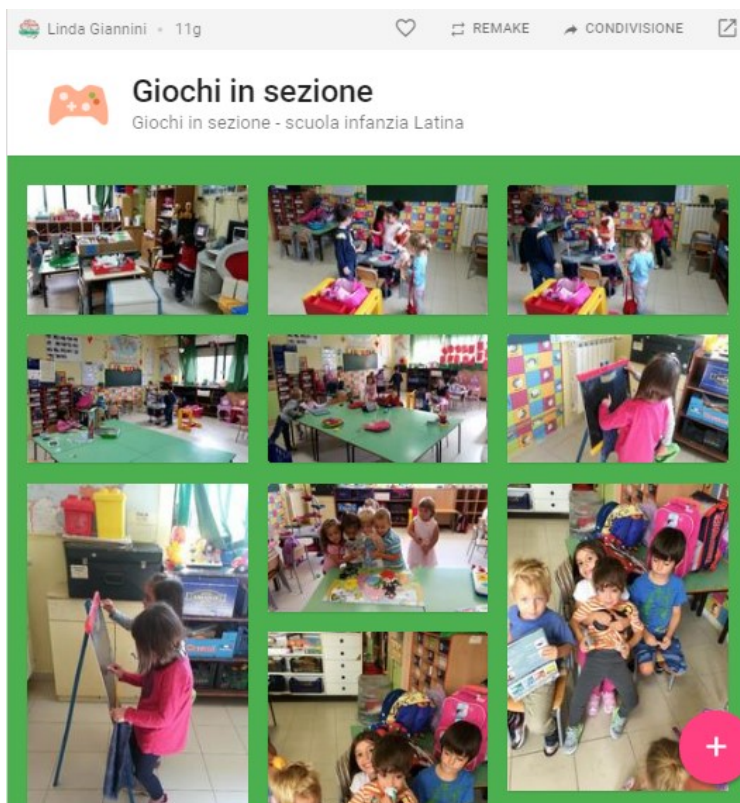 Linda Giannini • 11g
REMAKE
CONDIVISIONE
Giochi in sezione
Giochi in sezione - scuola infanzia Latina
+